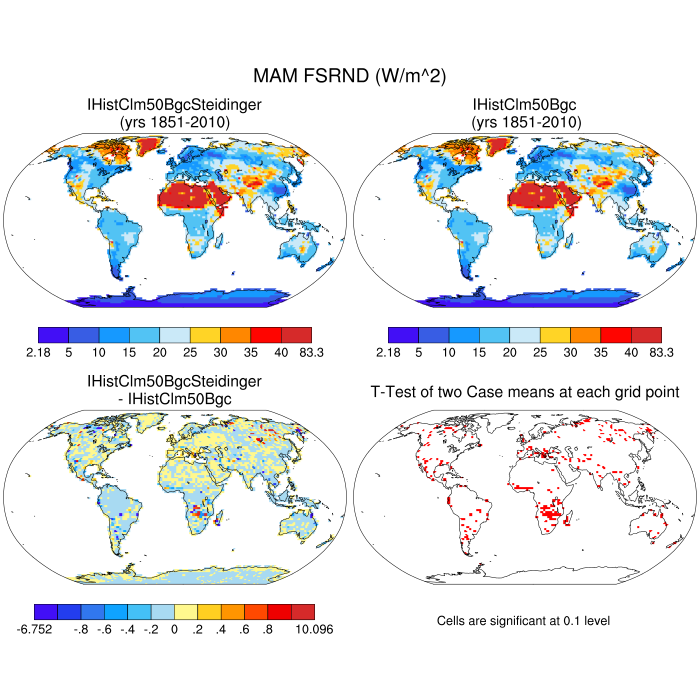 MAM FSRND (W/m^2)
IHistClm50BgcSteidinger
(yrs 1851-2010)
IHistClm50Bgc
(yrs 1851-2010)
2.18 5 10 15 20 25 30 35 40 83.3
2.18 5 10 15 20 25 30 35 40 83.3
IHistClm50BgcSteidinger
- IHistClm50Bgc
T-Test of two Case means at each grid point
-6.752 -.8 -.6 -.4 -.2 0 .2 .4 .6 .8 10.096
Cells are significant at 0.1 level